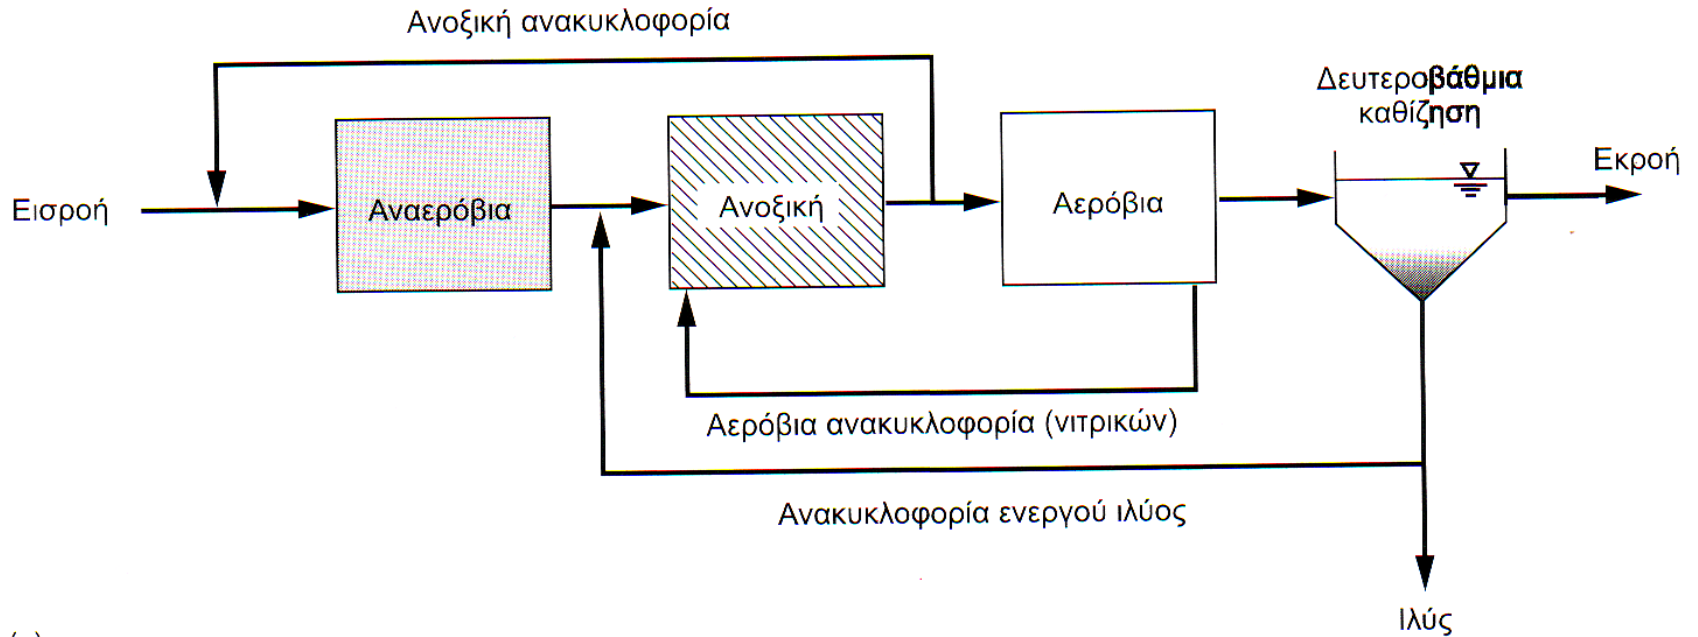 Ανοξική ανακυκλοφορία
Δευτεροβάθμια
καθίζηση
Εκροή
Εισροή
Αναερόβια
Ανοξική
Αερόβια
Αερόβια ανακυκλοφορία (νιτρικών)
Ανακυκλοφορία ενεργού ιλύος
Ιλύς